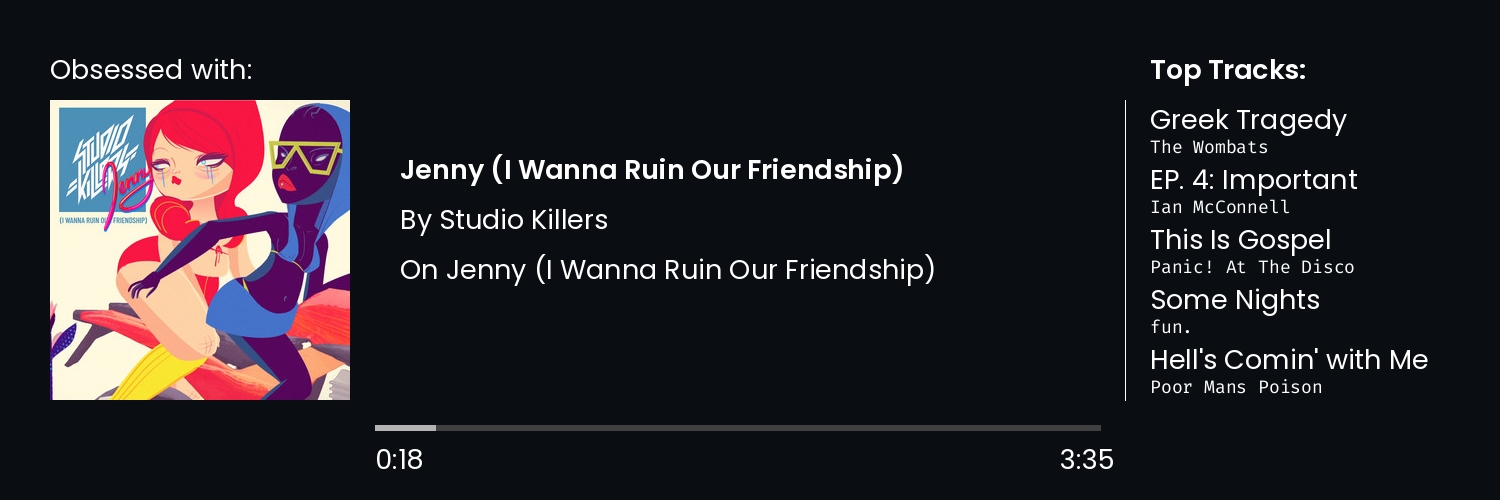 Obsessed with:
STUDIO
KILLERS
Jenny
(I WANNA RUIN OUR FRIENDSHIP)
Jenny (I Wanna Ruin Our Friendship)
By Studio Killers
On Jenny (I Wanna Ruin Our Friendship)
0:18
3:35
Top Tracks:
Greek Tragedy
The Wombats
EP. 4: Important
Ian McConnell
This Is Gospel
Panic! At The Disco
Some Nights
fun.
Hell's Comin' with Me
Poor Mans Poison